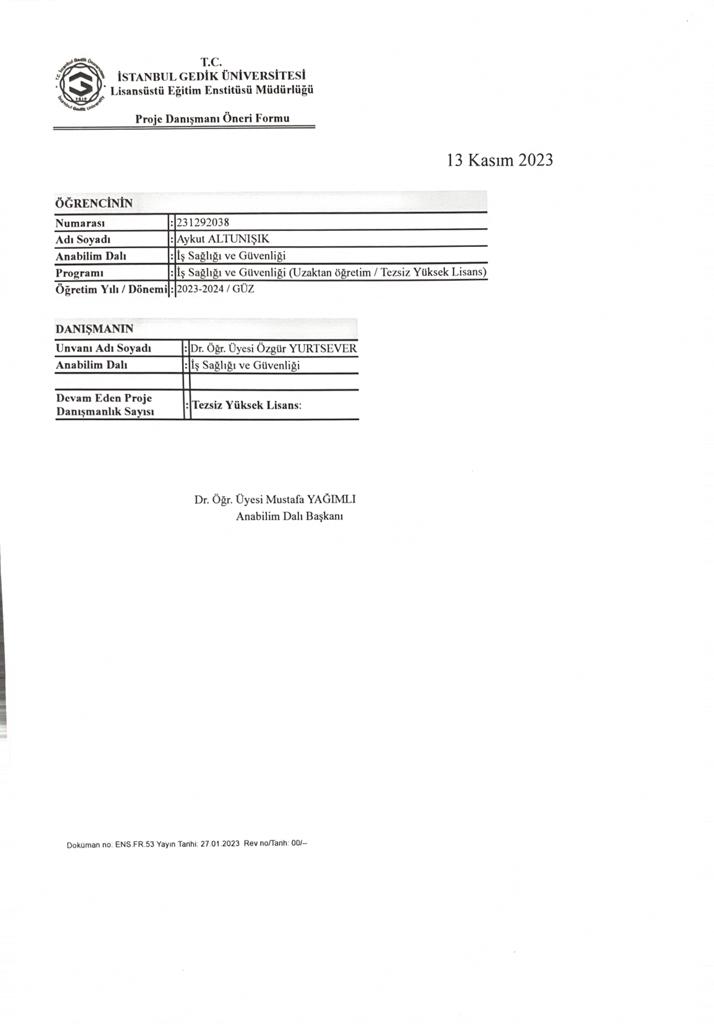 T.C.
İSTANBUL GEDİK ÜNİVERSİTESİ
Lisansüstü Eğitim Enstitüsü Müdürlüğü
Proje Danışmanı Öneri Formu
13 Kasım 2023
ÖĞRENCİNİN
Numarası : 231292038
Adı Soyadı : Aykut ALTUNIŞIK
Anabilim Dalı : İş Sağlığı ve Güvenliği
Programı : İş Sağlığı ve Güvenliği (Uzaktan öğretim / Tezsiz Yüksek Lisans)
Öğretim Yılı / Dönemi : 2023-2024 / GÜZ
DANIŞMANIN
Unvanı Adı Soyadı : Dr. Öğr. Üyesi Özgür YURTSEVER
Anabilim Dalı : İş Sağlığı ve Güvenliği
Devam Eden Proje
Danışmanlık Sayısı : Tezsiz Yüksek Lisans:
Dr. Öğr. Üyesi Mustafa YAĞIMLI
Anabilim Dalı Başkanı
Dokuman no: ENS.FR.53 Yayın Tarihi: 27.01.2023 Rev no/Tarih: 00/--